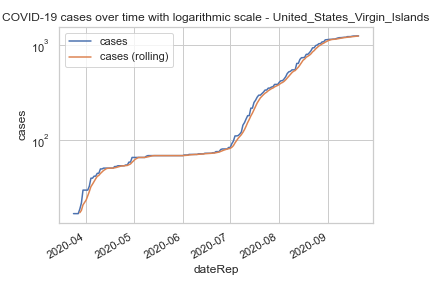 COVID-19 cases over time with logarithmic scale - United_States_Virgin_Islands
cases
cases (rolling)
10³
10²
cases
2020-04
2020-05
2020-06
2020-07
2020-08
2020-09
dateRep